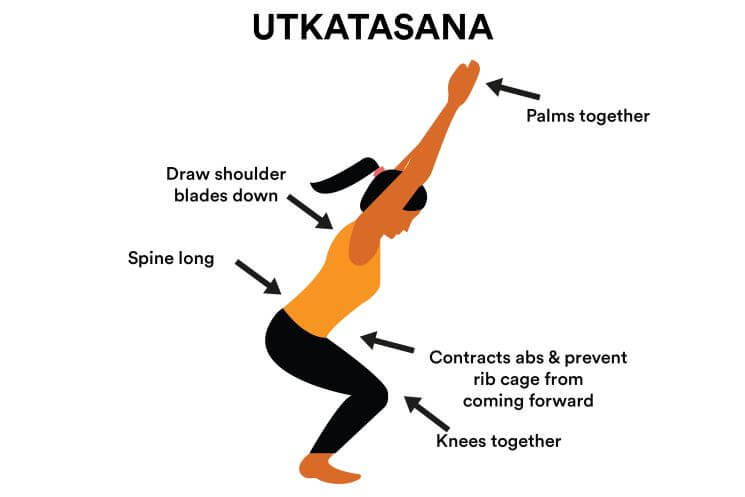 UTKATASANA
Palms together
Draw shoulder
blades down
Spine long
Contracts abs & prevent
rib cage from
coming forward
Knees together